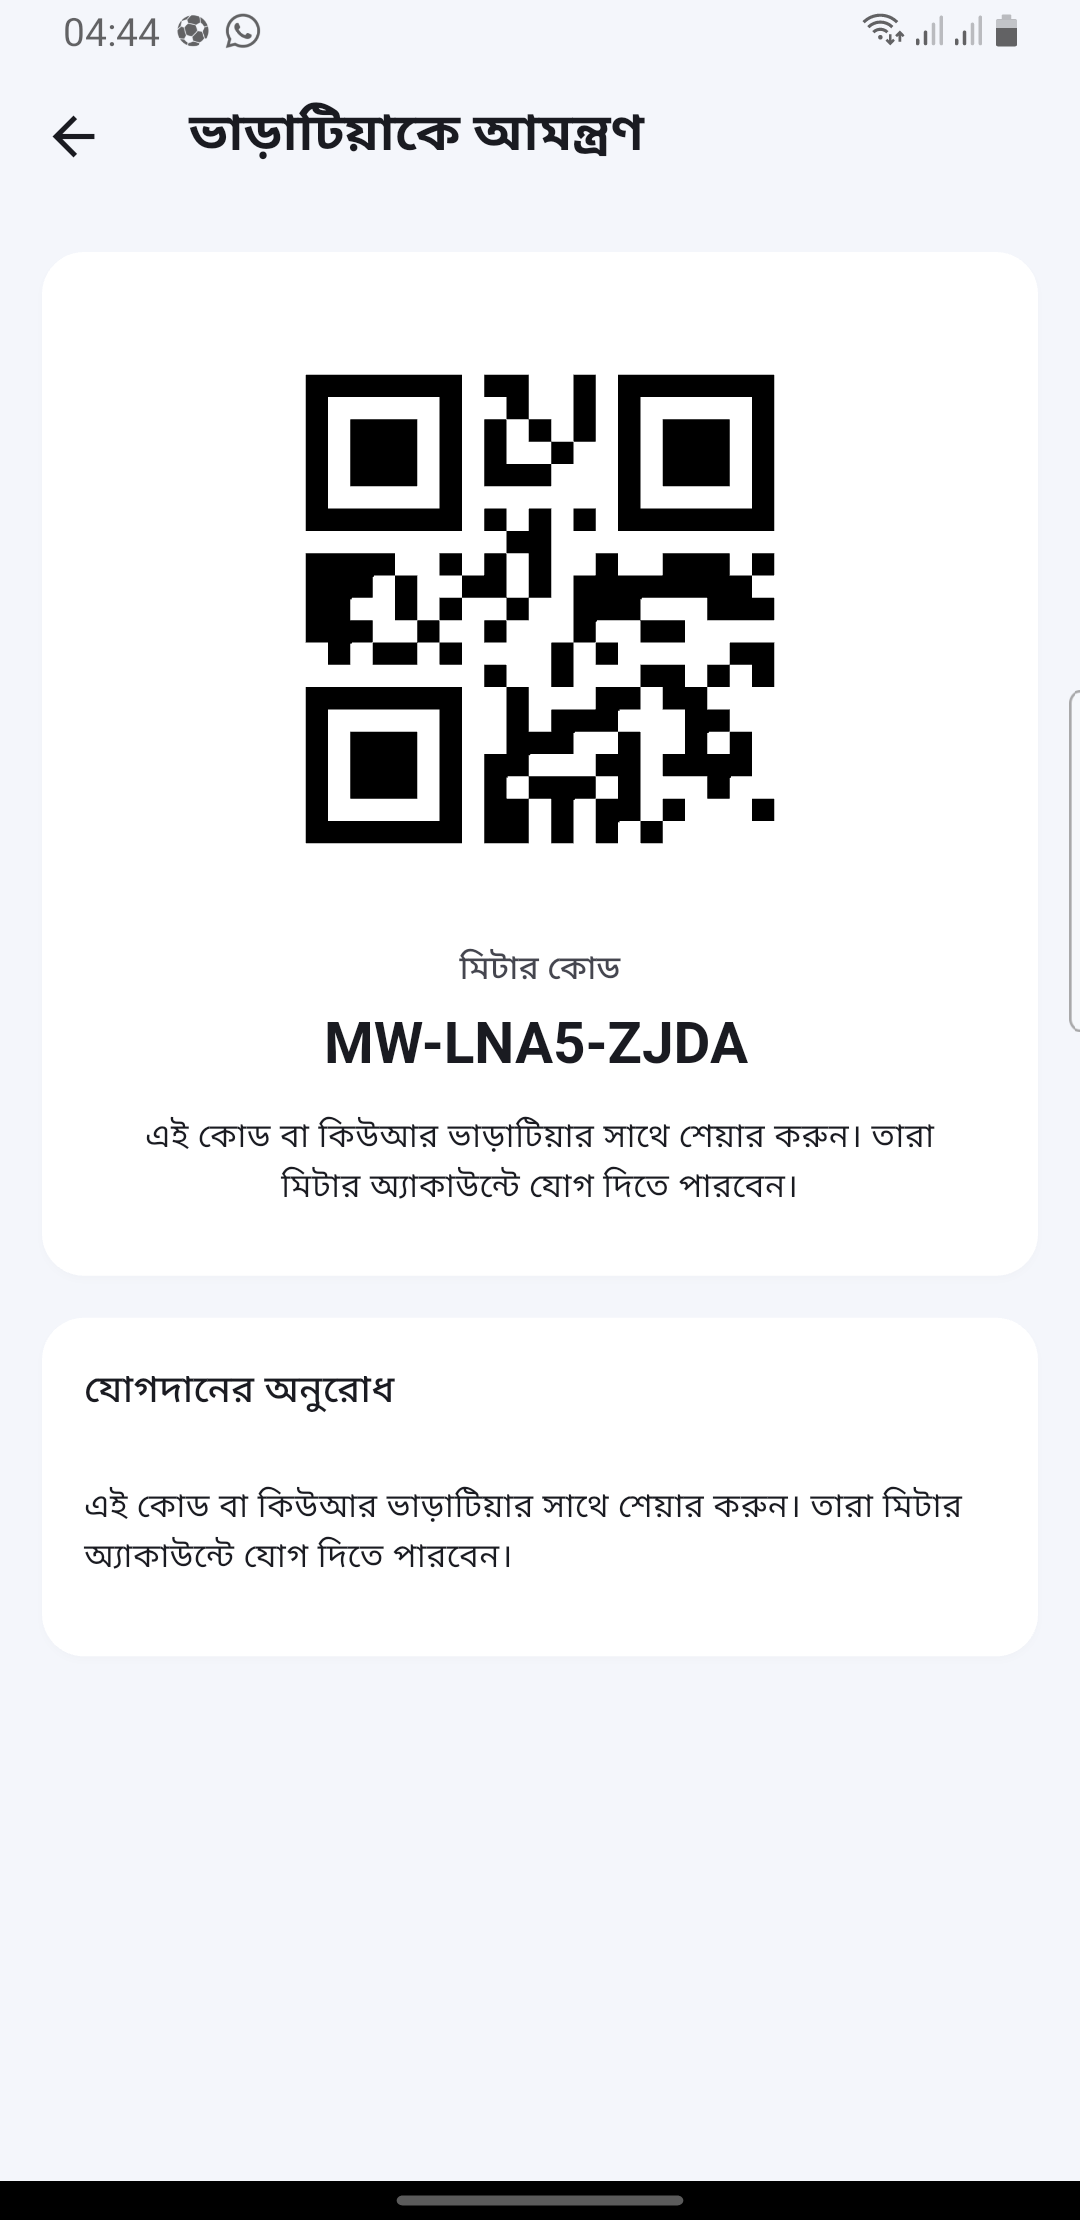 04:44
ভাড়াটিয়াকে আমন্ত্রণ
মিটার কোড
MW-LNA5-ZJDA
এই কোড বা কিউআর ভাড়াটিয়ার সাথে শেয়ার করুন। তারা
মিটার অ্যাকাউন্টে যোগ দিতে পারবেন।
যোগদানের অনুরোধ
এই কোড বা কিউআর ভাড়াটিয়ার সাথে শেয়ার করুন। তারা মিটার
অ্যাকাউন্টে যোগ দিতে পারবেন।